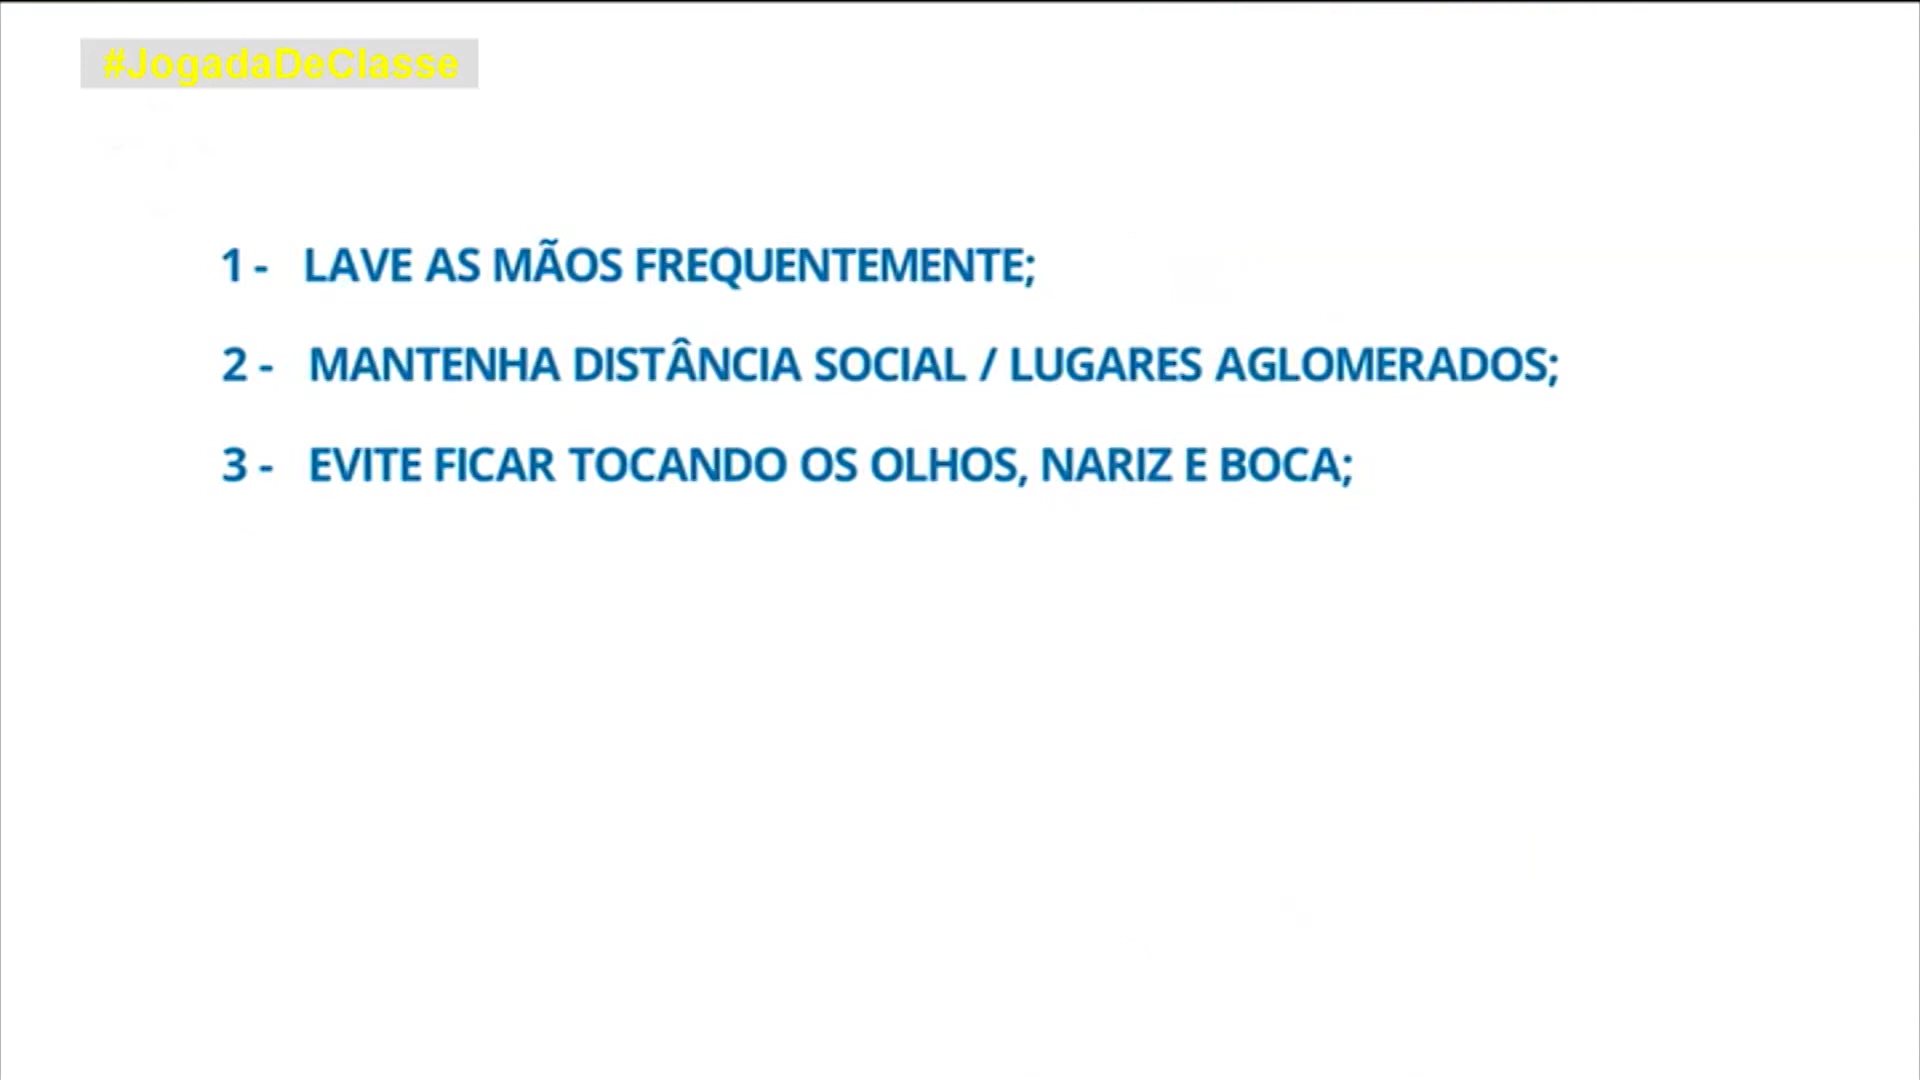 #JogadaDeClasse
1 - LAVE AS MÃOS FREQUENTEMENTE;
2 - MANTENHA DISTÂNCIA SOCIAL / LUGARES AGLOMERADOS;
3 - EVITE FICAR TOCANDO OS OLHOS, NARIZ E BOCA;